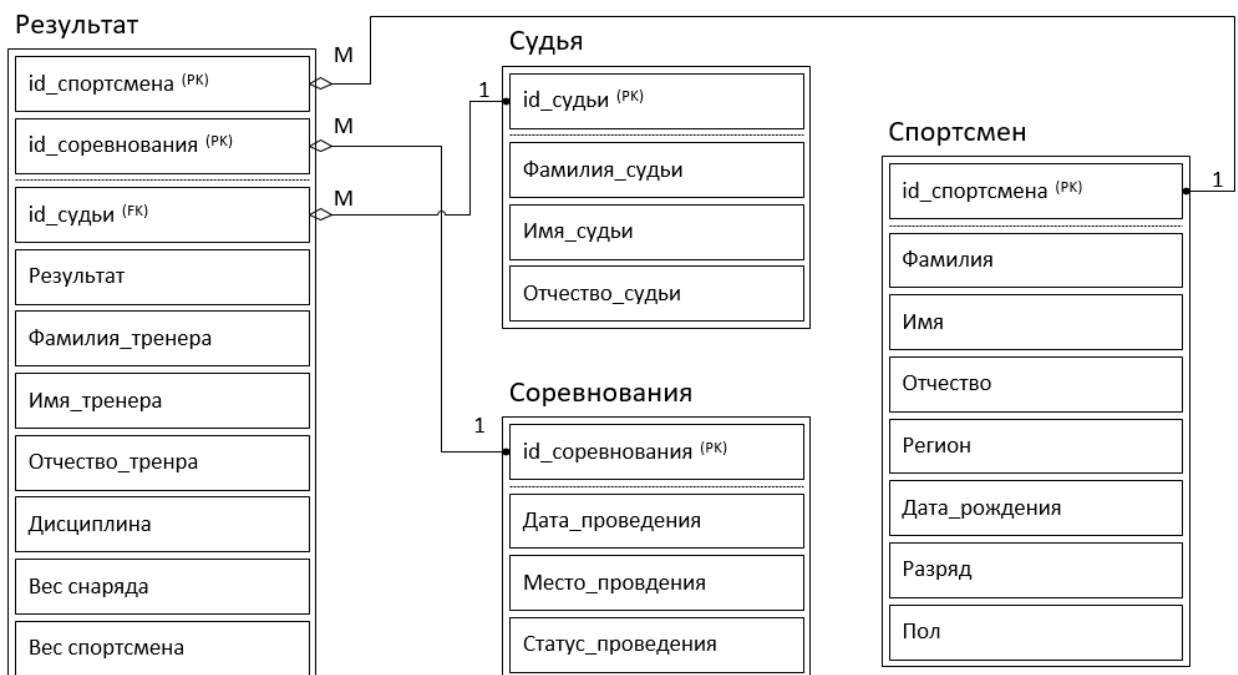 Результат
id_спортсмена (PK)
M
id_соревнования (PK)
M
id_судьи (FK)
M
Результат
Фамилия_тренера
Имя_тренера
Отчество_тренра
Дисциплина
Вес снаряда
Вес спортсмена
Судья
1
id_судьи (PK)
Фамилия_судьи
Имя_судьи
Отчество_судьи
Соревнования
1
id_соревнования (PK)
Дата_проведения
Место_провдения
Статус_проведения
Спортсмен
id_спортсмена (PK)
1
Фамилия
Имя
Отчество
Регион
Дата_рождения
Разряд
Пол